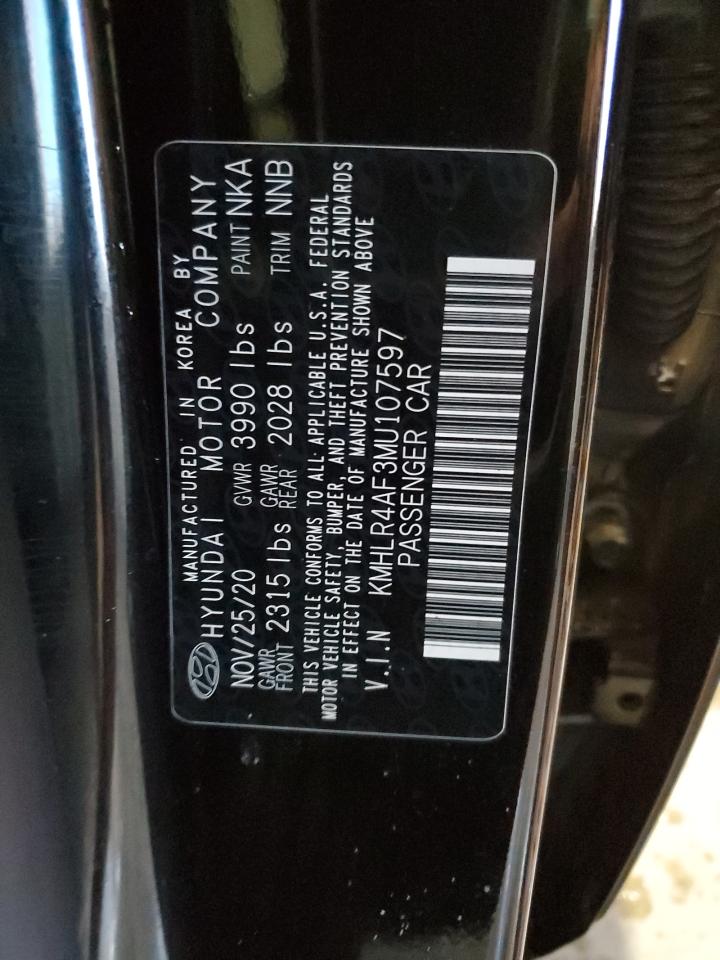 MANUFACTURED IN KOREA BY
HYUNDAI MOTOR COMPANY
NOV/25/20 GVWR 3990 lbs PAINT NKA
GAWR FRONT 2315 lbs GAWR REAR 2028 lbs TRIM NNB
THIS VEHICLE CONFORMS TO ALL APPLICABLE U.S.A. FEDERAL
MOTOR VEHICLE SAFETY, BUMPER, AND THEFT PREVENTION STANDARDS
IN EFFECT ON THE DATE OF MANUFACTURE SHOWN ABOVE
V.I.N KMHLR4AF3MU107597
PASSENGER CAR